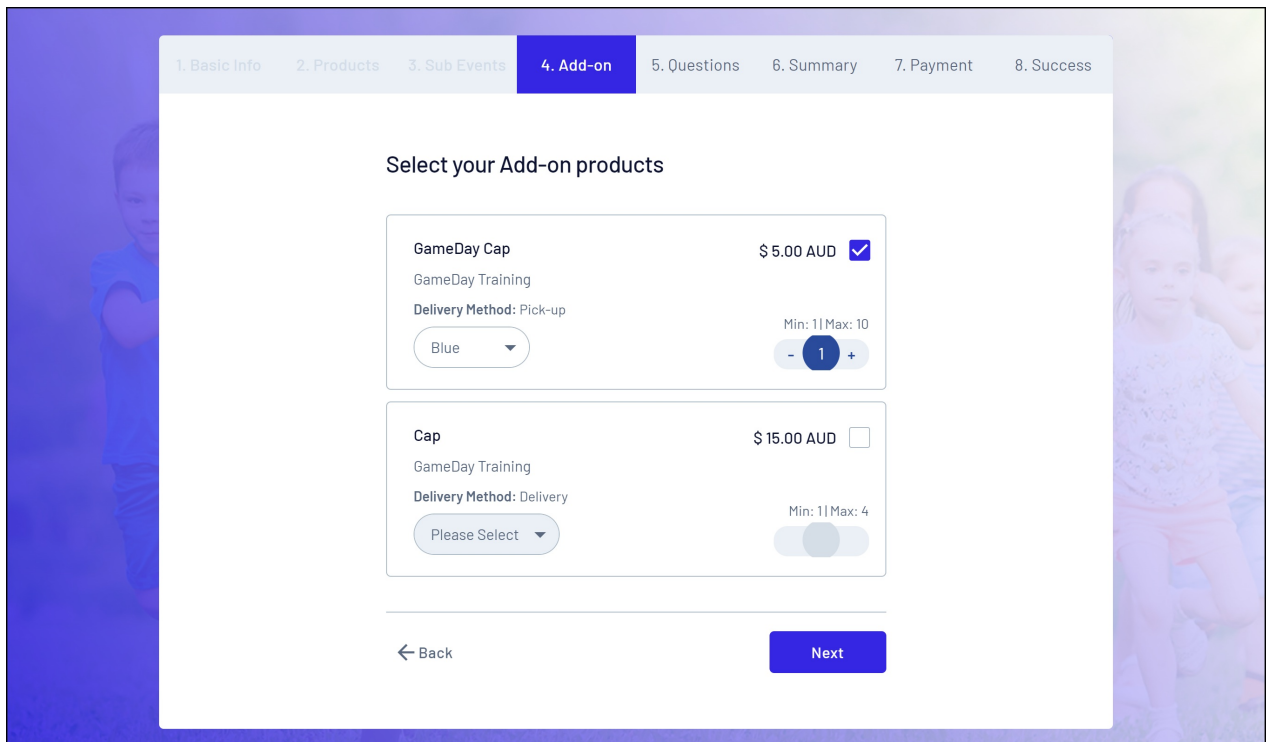 1. Basic Info 2. Products 3. Sub Events 4. Add-on 5. Questions 6. Summary 7. Payment 8. Success
Select your Add-on products
GameDay Cap $ 5.00 AUD
GameDay Training
Delivery Method: Pick-up
Min: 1 | Max: 10
Blue - 1 +
Cap $ 15.00 AUD
GameDay Training
Delivery Method: Delivery
Min: 1 | Max: 4
Please Select
Back Next